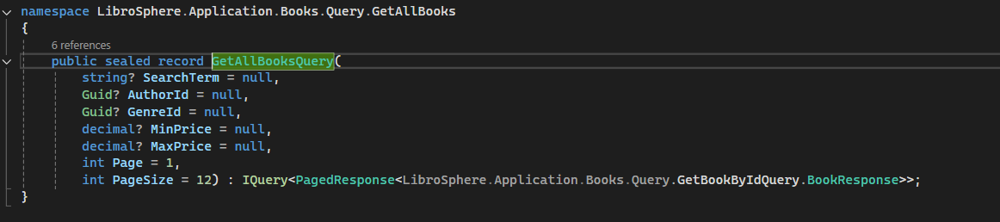 namespace LibroSphere.Application.Books.Query.GetAllBooks
{
6 references
public sealed record GetAllBooksQuery(
string? SearchTerm = null,
Guid? AuthorId = null,
Guid? GenreId = null,
decimal? MinPrice = null,
decimal? MaxPrice = null,
int Page = 1,
int PageSize = 12) : IQuery<PagedResponse<LibroSphere.Application.Books.Query.GetBookByIdQuery.BookResponse>>;
}